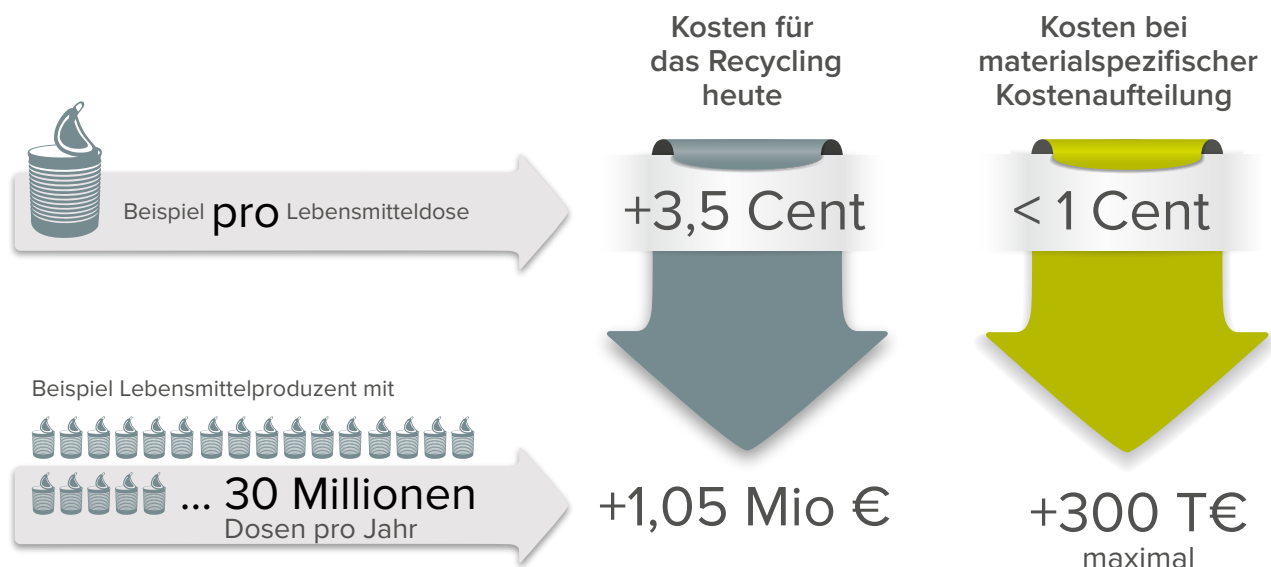 Kosten für
das Recycling
heute
Kosten bei
materialspezifischer
Kostenaufteilung
Beispiel pro Lebensmitteldose
+3,5 Cent
< 1 Cent
Beispiel Lebensmittelproduzent mit
... 30 Millionen
Dosen pro Jahr
+1,05 Mio €
+300 T€
maximal